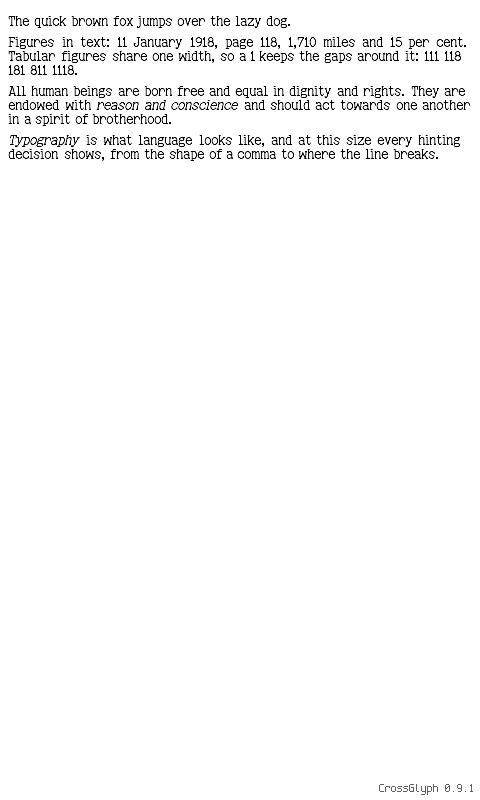 The quick brown fox jumps over the lazy dog.
Figures in text: 11 January 1918, page 118, 1,710 miles and 15 per cent.
Tabular figures share one width, so a 1 keeps the gaps around it: 111 118
181 811 1118.
All human beings are born free and equal in dignity and rights. They are
endowed with reason and conscience and should act towards one another
in a spirit of brotherhood.
Typography is what language looks like, and at this size every hinting
decision shows, from the shape of a comma to where the line breaks.
CrossGlyph 0.9.1